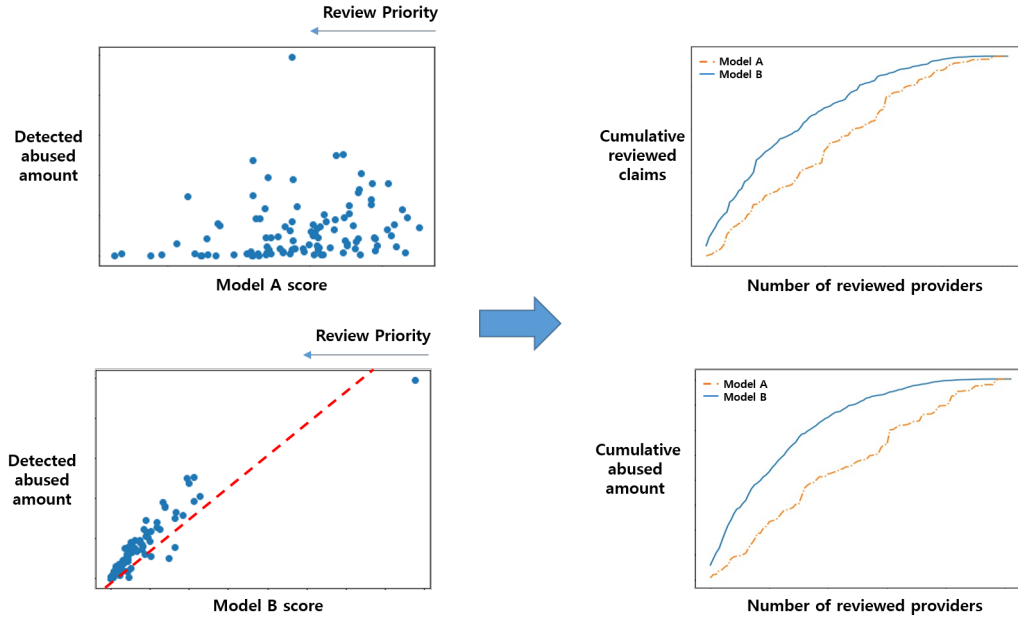 Review Priority
Detected
abused
amount
Model A score
Model A
Model B
Cumulative
reviewed
claims
Number of reviewed providers
Review Priority
Detected
abused
amount
Model B score
Model A
Model B
Cumulative
abused
amount
Number of reviewed providers